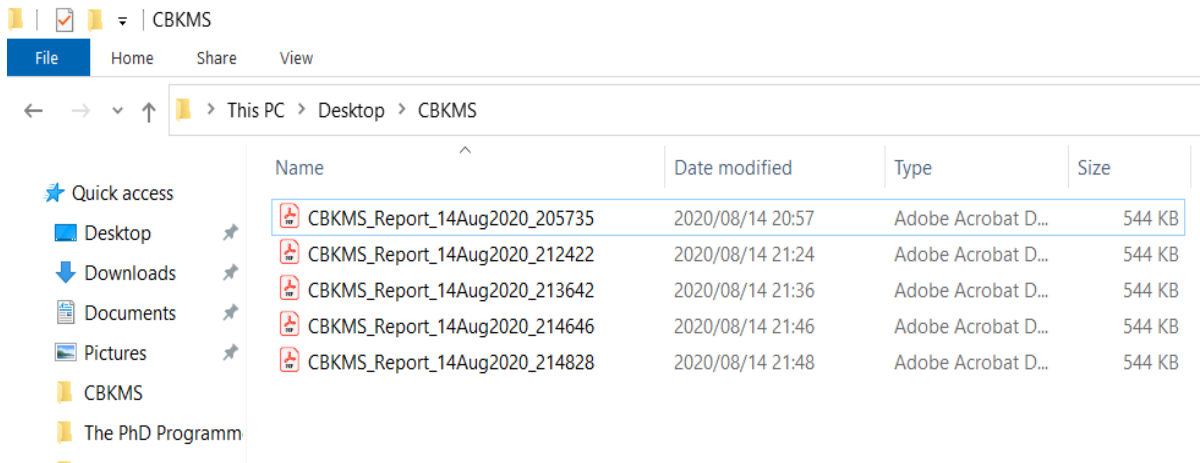 CBKMS
File Home Share View
This PC > Desktop > CBKMS
Name Date modified Type Size
Quick access
Desktop
Downloads
Documents
Pictures
CBKMS
The PhD Programm
CBKMS_Report_14Aug2020_205735 2020/08/14 20:57 Adobe Acrobat D... 544 KB
CBKMS_Report_14Aug2020_212422 2020/08/14 21:24 Adobe Acrobat D... 544 KB
CBKMS_Report_14Aug2020_213642 2020/08/14 21:36 Adobe Acrobat D... 544 KB
CBKMS_Report_14Aug2020_214646 2020/08/14 21:46 Adobe Acrobat D... 544 KB
CBKMS_Report_14Aug2020_214828 2020/08/14 21:48 Adobe Acrobat D... 544 KB